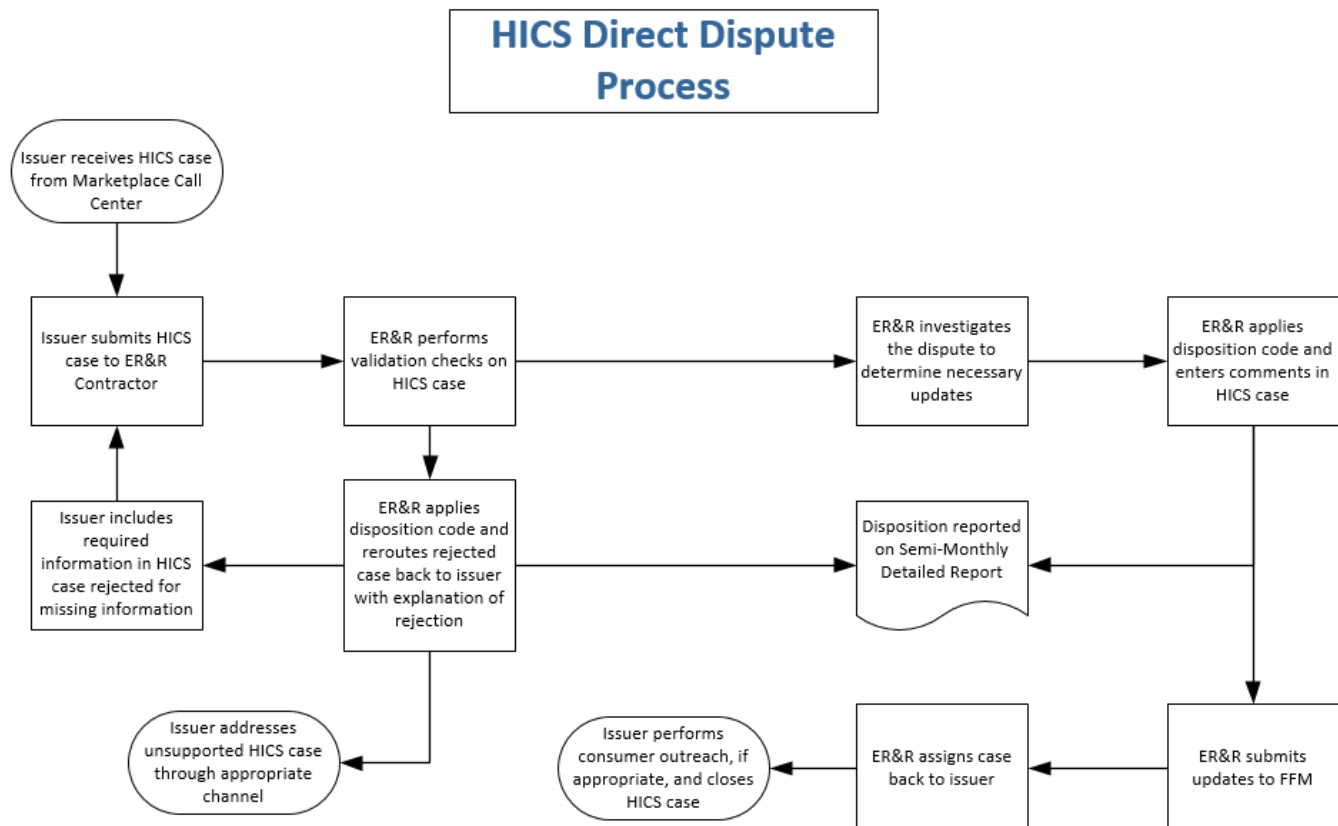 HICS Direct Dispute
Process
Issuer receives HICS case
from Marketplace Call
Center
Issuer submits HICS
case to ER&R
Contractor
ER&R performs
validation checks on
HICS case
ER&R investigates
the dispute to
determine necessary
updates
ER&R applies
disposition code and
enters comments in
HICS case
Issuer includes
required
information in HICS
case rejected for
missing information
ER&R applies
disposition code and
reroutes rejected
case back to issuer
with explanation of
rejection
Disposition reported
on Semi-Monthly
Detailed Report
Issuer addresses
unsupported HICS case
through appropriate
channel
Issuer performs
consumer outreach, if
appropriate, and closes
HICS case
ER&R assigns case
back to issuer
ER&R submits
updates to FFM